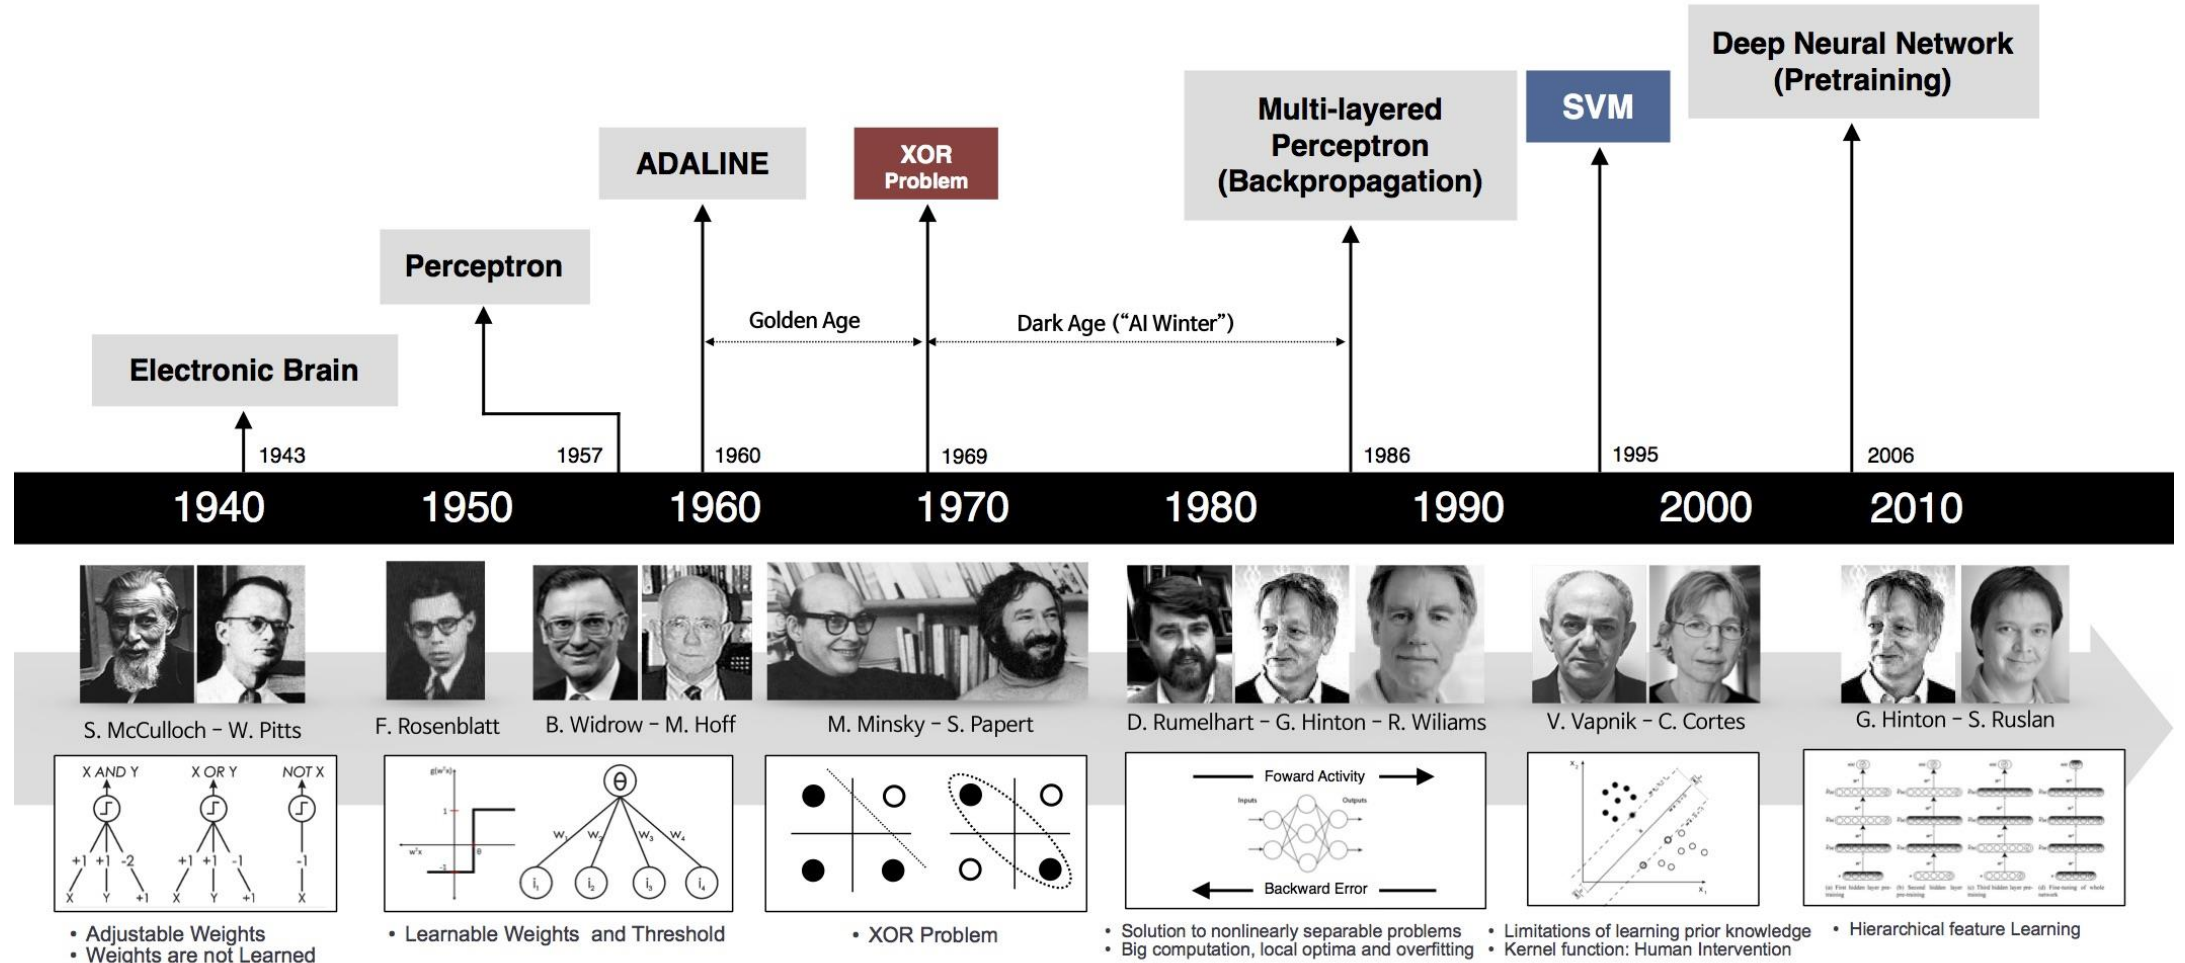 Deep Neural Network
(Pretraining)
Multi-layered
Perceptron
(Backpropagation)
SVM
ADALINE
XOR
Problem
Perceptron
Golden Age
Dark Age ("AI Winter")
Electronic Brain
1943
1957
1960
1969
1986
1995
2006
1940
1950
1960
1970
1980
1990
2000
2010
S. McCulloch – W. Pitts
F. Rosenblatt
B. Widrow – M. Hoff
M. Minsky – S. Papert
D. Rumelhart – G. Hinton – R. Wiliams
V. Vapnik – C. Cortes
G. Hinton – S. Ruslan
X AND Y
X OR Y
NOT X
+1 +1 -2
+1 +1 -1
-1
X Y +1
X Y +1
X
1
θ
-1
θ
w₁ w₂ w₃ w₄
i₁ i₂ i₃ i₄
Foward Activity
Inputs
Outputs
Backward Error
X₂
X₁
• Adjustable Weights
• Weights are not Learned
• Learnable Weights and Threshold
• XOR Problem
• Solution to nonlinearly separable problems
• Big computation, local optima and overfitting
• Limitations of learning prior knowledge
• Kernel function: Human Intervention
• Hierarchical feature Learning